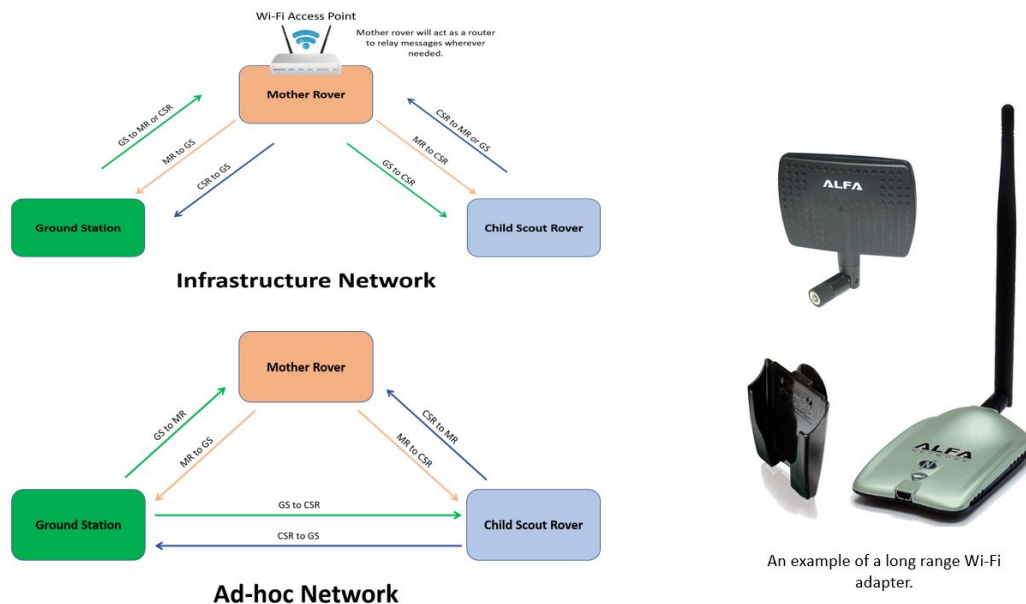 Wi-Fi Access Point
Mother rover will act as a router
to relay messages wherever
needed.
Mother Rover
GS to MR or CSR
MR to GS
CSR to GS
CSR to MR or GS
MR to CSR
GS to CSR
Ground Station
Child Scout Rover
Infrastructure Network
Mother Rover
GS to MR
MR to GS
CSR to MR
MR to CSR
Ground Station
GS to CSR
CSR to GS
Child Scout Rover
Ad-hoc Network
ALFA
ALFA
NETWORK
An example of a long range Wi-Fi
adapter.